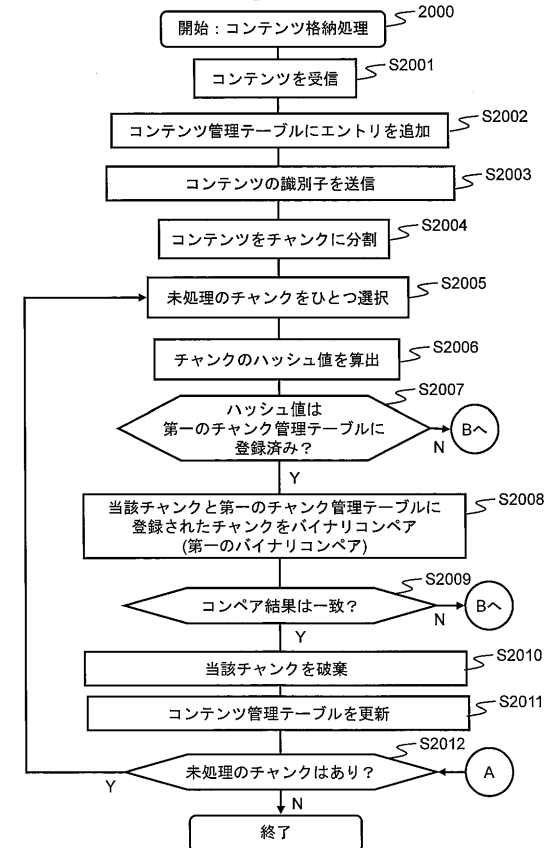 2000
開始：コンテンツ格納処理
S2001
コンテンツを受信
S2002
コンテンツ管理テーブルにエントリを追加
S2003
コンテンツの識別子を送信
S2004
コンテンツをチャンクに分割
S2005
未処理のチャンクをひとつ選択
S2006
チャンクのハッシュ値を算出
S2007
ハッシュ値は
第一のチャンク管理テーブルに
登録済み？
Bへ
N
Y
S2008
当該チャンクと第一のチャンク管理テーブルに
登録されたチャンクをバイナリコンペア
(第一のバイナリコンペア)
S2009
コンペア結果は一致？
Bへ
N
Y
S2010
当該チャンクを破棄
S2011
コンテンツ管理テーブルを更新
S2012
未処理のチャンクはあり？
A
Y
N
終了